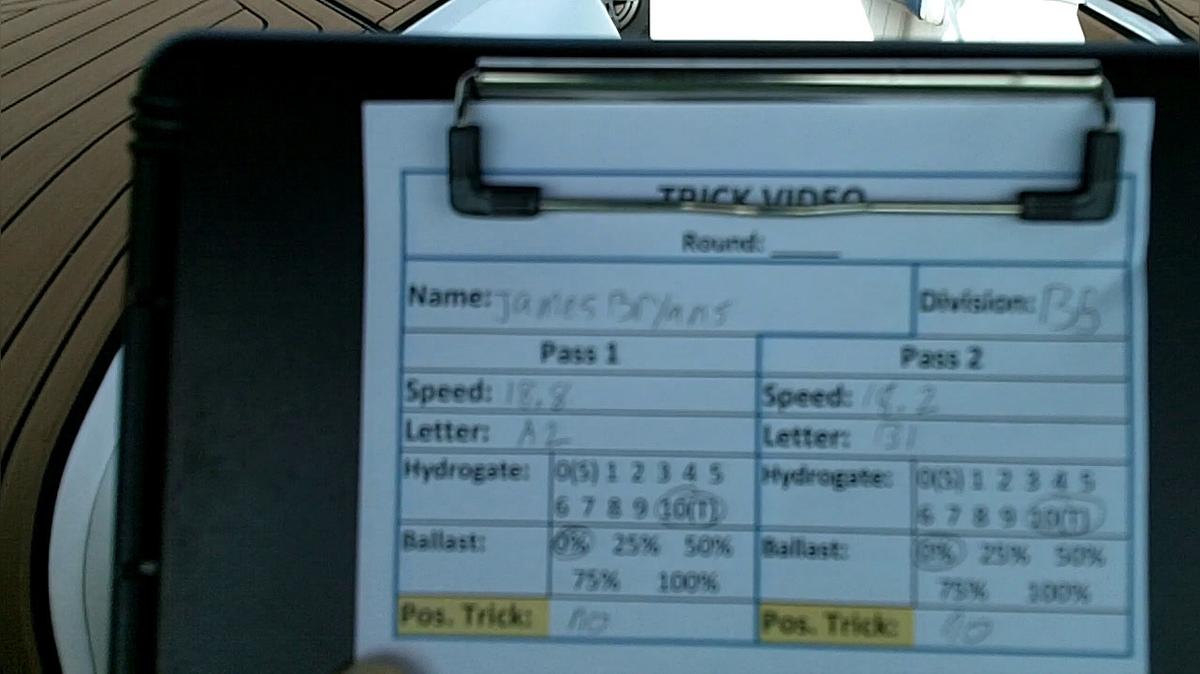 TRICK VIDEO
Round: ____
Name: James Bryans Division: B6
Pass 1 Pass 2
Speed: 18.8 Speed: 18.2
Letter: A2 Letter: B1
Hydrogate: 0(S) 1 2 3 4 5 Hydrogate: 0(S) 1 2 3 4 5
6 7 8 9 10(T) 6 7 8 9 10(T)
Ballast: 0% 25% 50% Ballast: 0% 25% 50%
75% 100% 75% 100%
Pos. Trick: no Pos. Trick: no